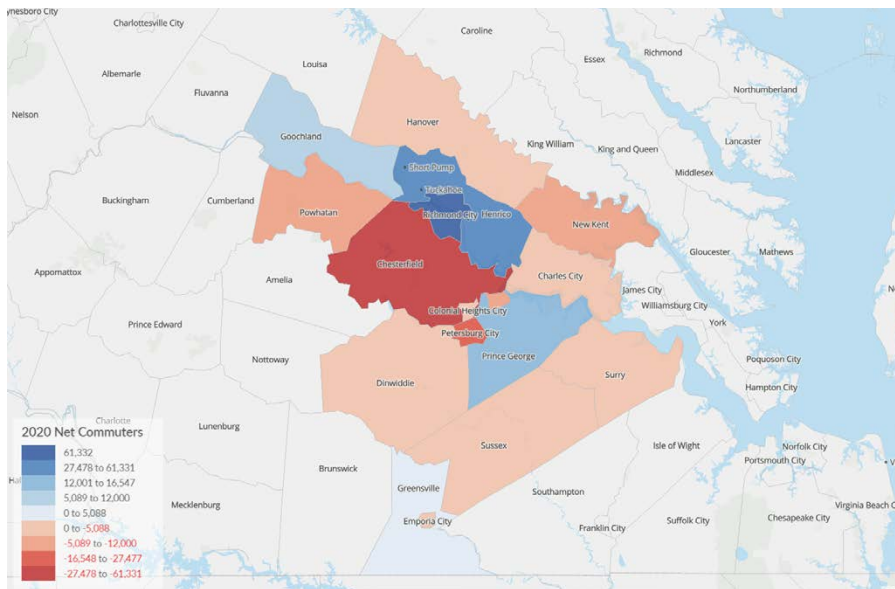 ynesboro City
Charlottesville City
Caroline
Albemarle
Louisa
Essex
Richmond
Northumberland
Fluvanna
Nelson
Hanover
Goochland
King William
Lancaster
King and Queen
Short Pump
Middlesex
Buckingham
Cumberland
Tuckahoe
Powhatan
Richmond City
Henrico
New Kent
Gloucester
Mathews
Chesterfield
Appomattox
Amelia
Charles City
James City
Williamsburg City
Colonial Heights City
York
Prince Edward
Petersburg City
Nottoway
Prince George
Poquoson City
Dinwiddie
Surry
Hampton City
Charlotte
Lunenburg
2020 Net Commuters
61,332
27,478 to 61,331
12,001 to 16,547
5,089 to 12,000
0 to 5,088
0 to -5,088
-5,089 to -12,000
-16,548 to -27,477
-27,478 to -61,331
Sussex
Isle of Wight
Norfolk City
Portsmouth City
Brunswick
Greensville
Southampton
Mecklenburg
Virginia Beach C
Emporia City
Franklin City
Suffolk City
Chesapeake City